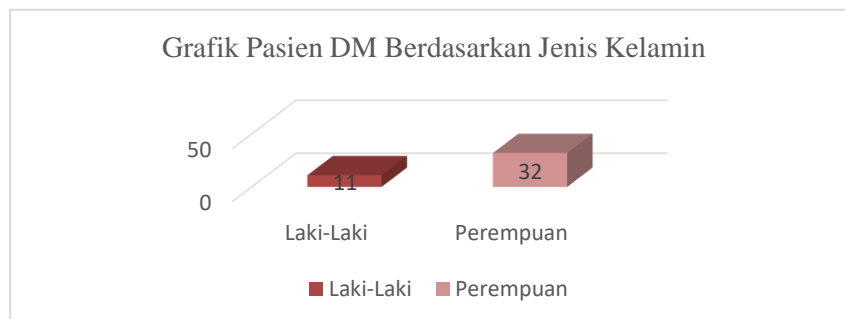 Grafik Pasien DM Berdasarkan Jenis Kelamin
50
0
11
32
Laki-Laki Perempuan
Laki-Laki Perempuan